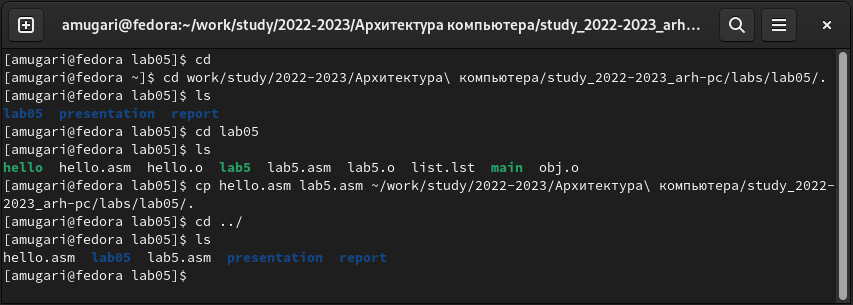 amugari@fedora:~/work/study/2022-2023/Архитектура компьютера/study_2022-2023_arh-pc/...
[amugari@fedora lab05]$ cd
[amugari@fedora ~]$ cd work/study/2022-2023/Архитектура\ компьютера/study_2022-2023_arh-pc/labs/lab05/.
[amugari@fedora lab05]$ ls
lab05  presentation  report
[amugari@fedora lab05]$ cd lab05
[amugari@fedora lab05]$ ls
hello  hello.asm  hello.o  lab5  lab5.asm  lab5.o  list.lst  main  obj.o
[amugari@fedora lab05]$ cp hello.asm lab5.asm ~/work/study/2022-2023/Архитектура\ компьютера/study_2022-
2023_arh-pc/labs/lab05/.
[amugari@fedora lab05]$ cd ../
[amugari@fedora lab05]$ ls
hello.asm  lab05  lab5.asm  presentation  report
[amugari@fedora lab05]$